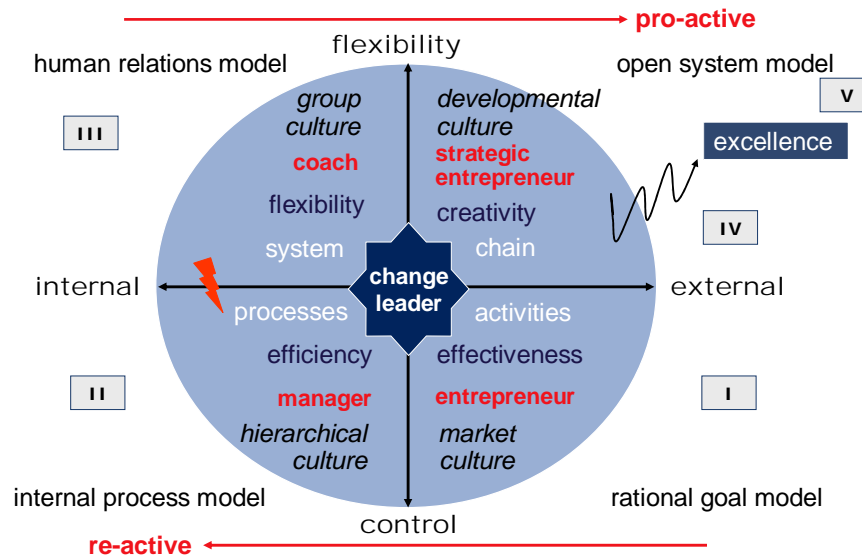 pro-active
flexibility
human relations model
open system model
V
group
culture
developmental
culture
III
excellence
coach
strategic
entrepreneur
flexibility
creativity
IV
system
chain
internal
change
leader
external
processes
activities
efficiency
effectiveness
II
manager
entrepreneur
I
hierarchical
culture
market
culture
internal process model
rational goal model
control
re-active